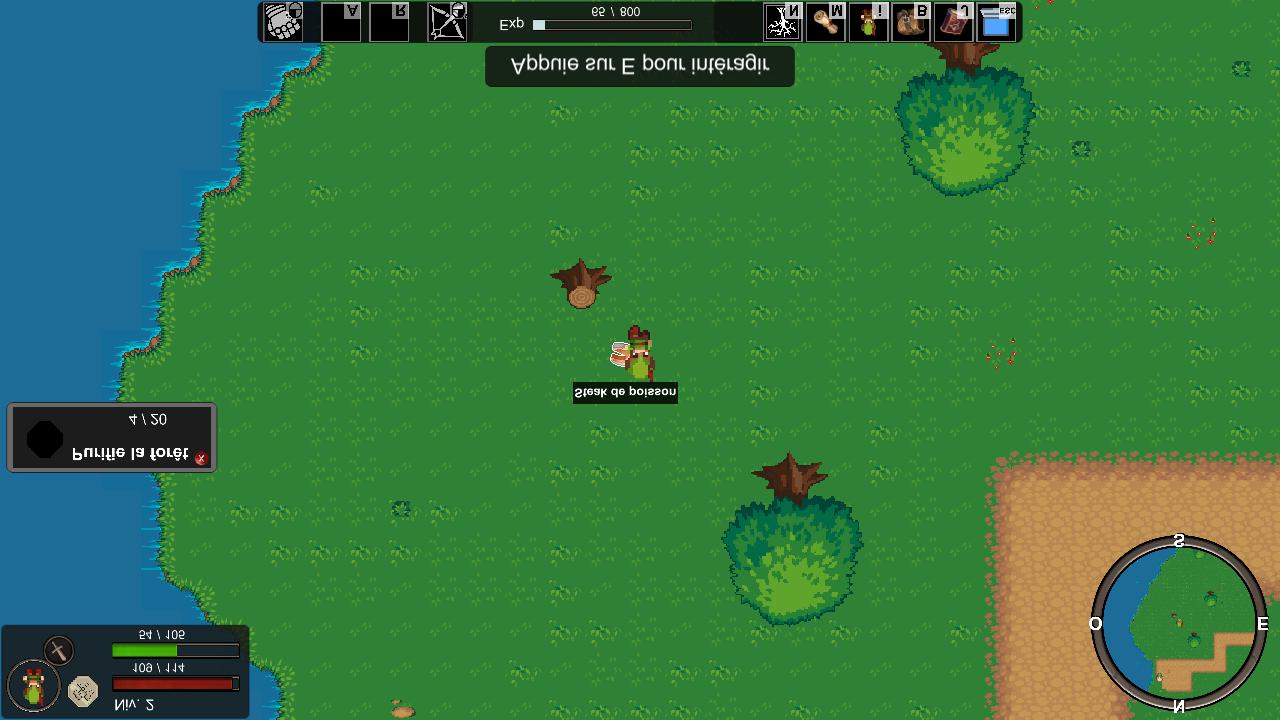 Niv. 2
109 / 114
54 / 105
N
O
E
S
Purifie la forêt
x
4 / 20
Steak de poisson
Appuie sur E pour intéragir
A R Exp 65 / 800 N M i B J ESC